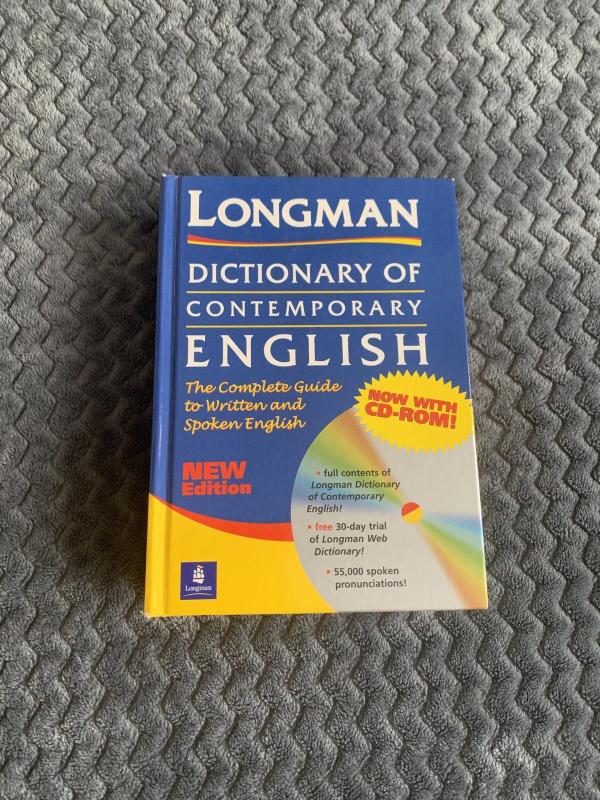 LONGMAN
DICTIONARY OF
CONTEMPORARY
ENGLISH
The Complete Guide
to Written and
Spoken English
NOW WITH
CD-ROM!
NEW
Edition
• full contents of
Longman Dictionary
of Contemporary
English!
• free 30-day trial
of Longman Web
Dictionary!
• 55,000 spoken
pronunciations!
Longman